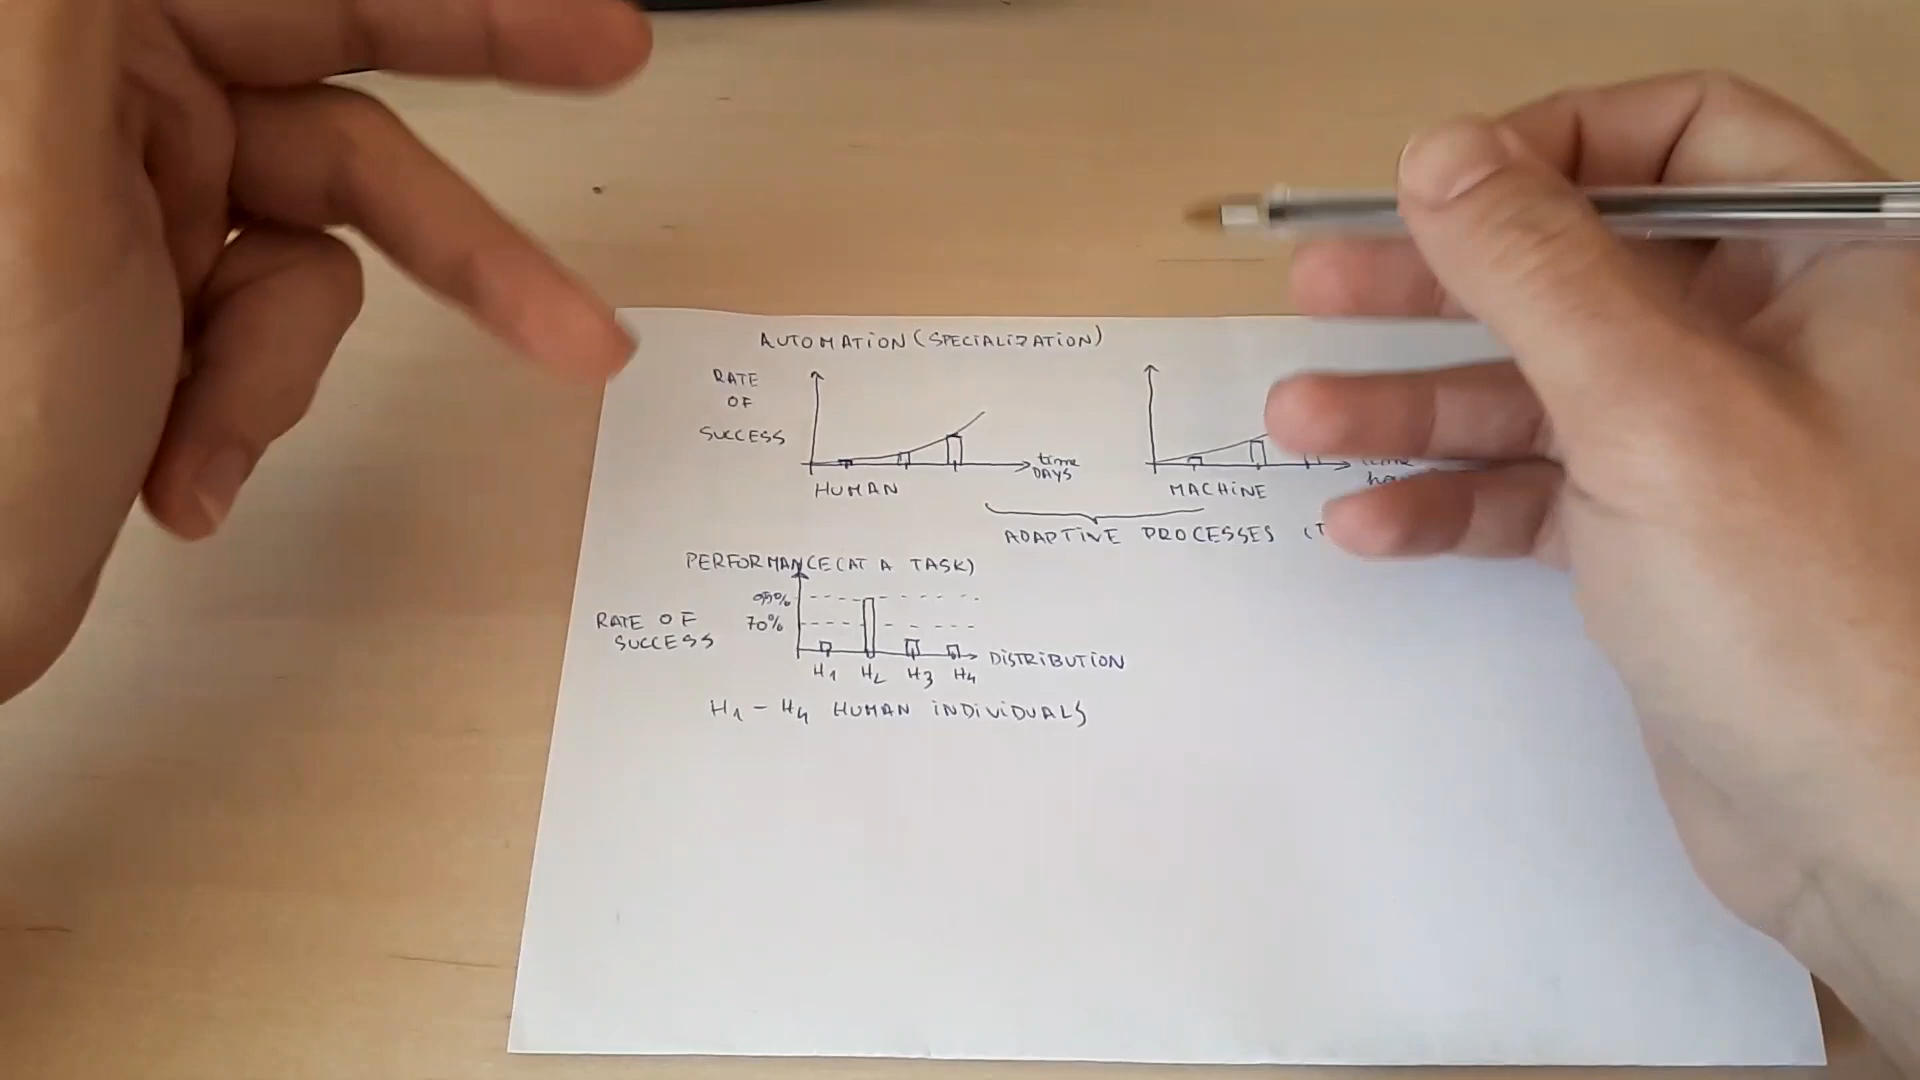 AUTOMATiON (SPECiALiZATiON)
RATE
OF
SUCCESS
time
DAYS
HUMAN
MACHiNE
ADAPTiVE PROCESSES
PERFORMANCE (AT A TASK)
99%
70%
RATE OF
SUCCESS
DiSTRiBUTiON
H1 H2 H3 H4
H1 - H4 HUMAN iNDiViDUALS